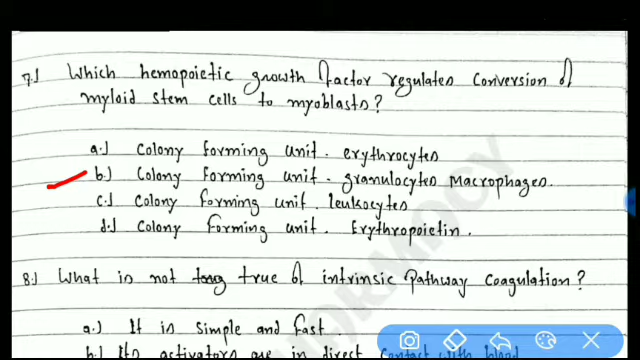 7.) Which hemopoietic growth factor regulates conversion of
myloid stem cells to myoblasts?
a.) Colony forming unit. erythrocytes
b.) Colony forming unit. granulocytes Macrophages.
c.) Colony forming unit. leukocytes
d.) Colony forming unit. Erythropoietin.
8.) What is not true of intrinsic Pathway Coagulation?
a.) It is simple and fast.
b.) Its activators are in direct contact with blood